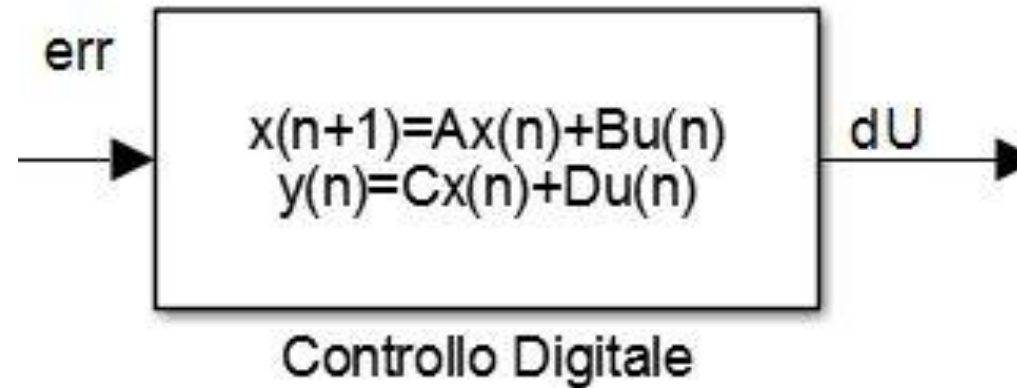 err
x(n+1)=Ax(n)+Bu(n)
y(n)=Cx(n)+Du(n)
dU
Controllo Digitale